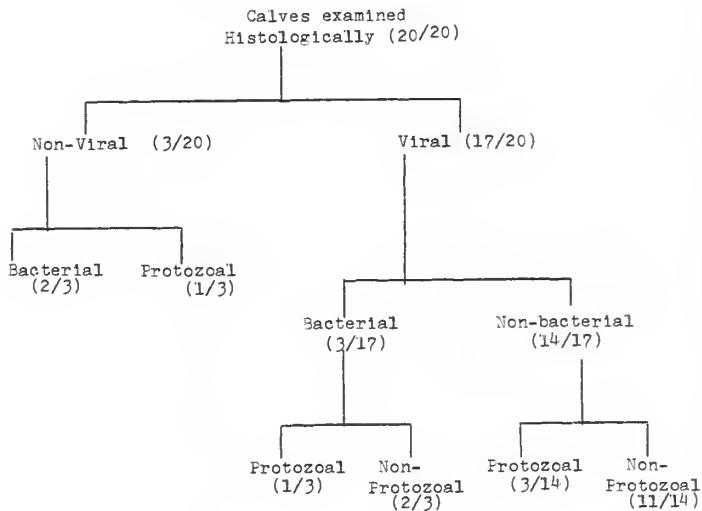 Calves examined
Histologically (20/20)
Non-Viral (3/20)
Viral (17/20)
Bacterial
(2/3)
Protozoal
(1/3)
Bacterial
(3/17)
Non-bacterial
(14/17)
Protozoal
(1/3)
Non-
Protozoal
(2/3)
Protozoal
(3/14)
Non-
Protozoal
(11/14)